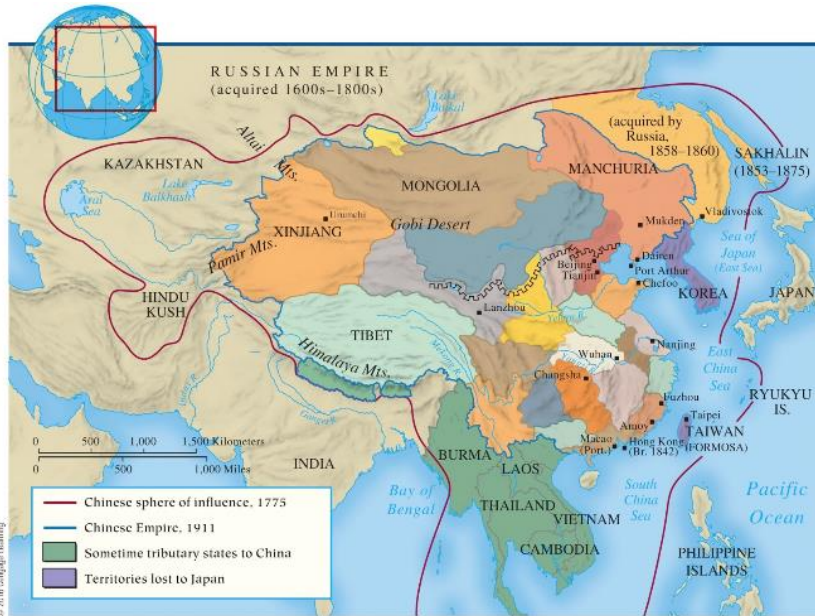 RUSSIAN EMPIRE
(acquired 1600s–1800s)
Lake
Baikal
Altai Mts.
KAZAKHSTAN
Lake
Balkhash
Aral
Sea
(acquired by
Russia,
1858–1860)
SAKHALIN
(1853–1875)
MANCHURIA
MONGOLIA
Urumchi
Gobi Desert
XINJIANG
Pamir Mts.
Mukden
Vladivostok
Sea of
Japan
(East Sea)
Beijing
Tianjin
Dairen
Port Arthur
Chefoo
KOREA
JAPAN
HINDU
KUSH
Lanzhou
Yellow R.
TIBET
Himalaya Mts.
Mekong R.
Nanjing
Wuhan
Yangtze
Changsha
East
China
Sea
Indus R.
Ganges R.
Fuzhou
RYUKYU
IS.
Amoy
Taipei
TAIWAN
(FORMOSA)
Macao
(Port.)
Hong Kong
(Br. 1842)
0 500 1,000 1,500 Kilometers
0 500 1,000 Miles
INDIA
BURMA
LAOS
Bay of
Bengal
THAILAND
VIETNAM
CAMBODIA
South
China
Sea
Pacific
Ocean
PHILIPPINE
ISLANDS
Chinese sphere of influence, 1775
Chinese Empire, 1911
Sometime tributary states to China
Territories lost to Japan